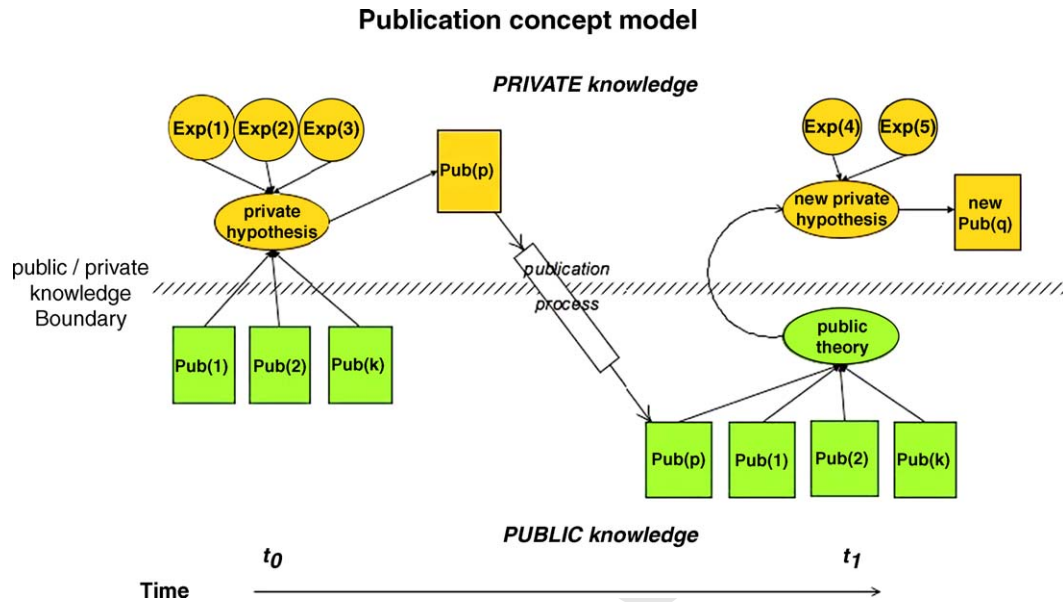 Publication concept model
PRIVATE knowledge
Exp(1)
Exp(2)
Exp(3)
Exp(4)
Exp(5)
Pub(p)
private
hypothesis
new private
hypothesis
new
Pub(q)
public / private
knowledge
Boundary
publication
process
public
theory
Pub(1)
Pub(2)
Pub(k)
Pub(p)
Pub(1)
Pub(2)
Pub(k)
PUBLIC knowledge
t0
t1
Time